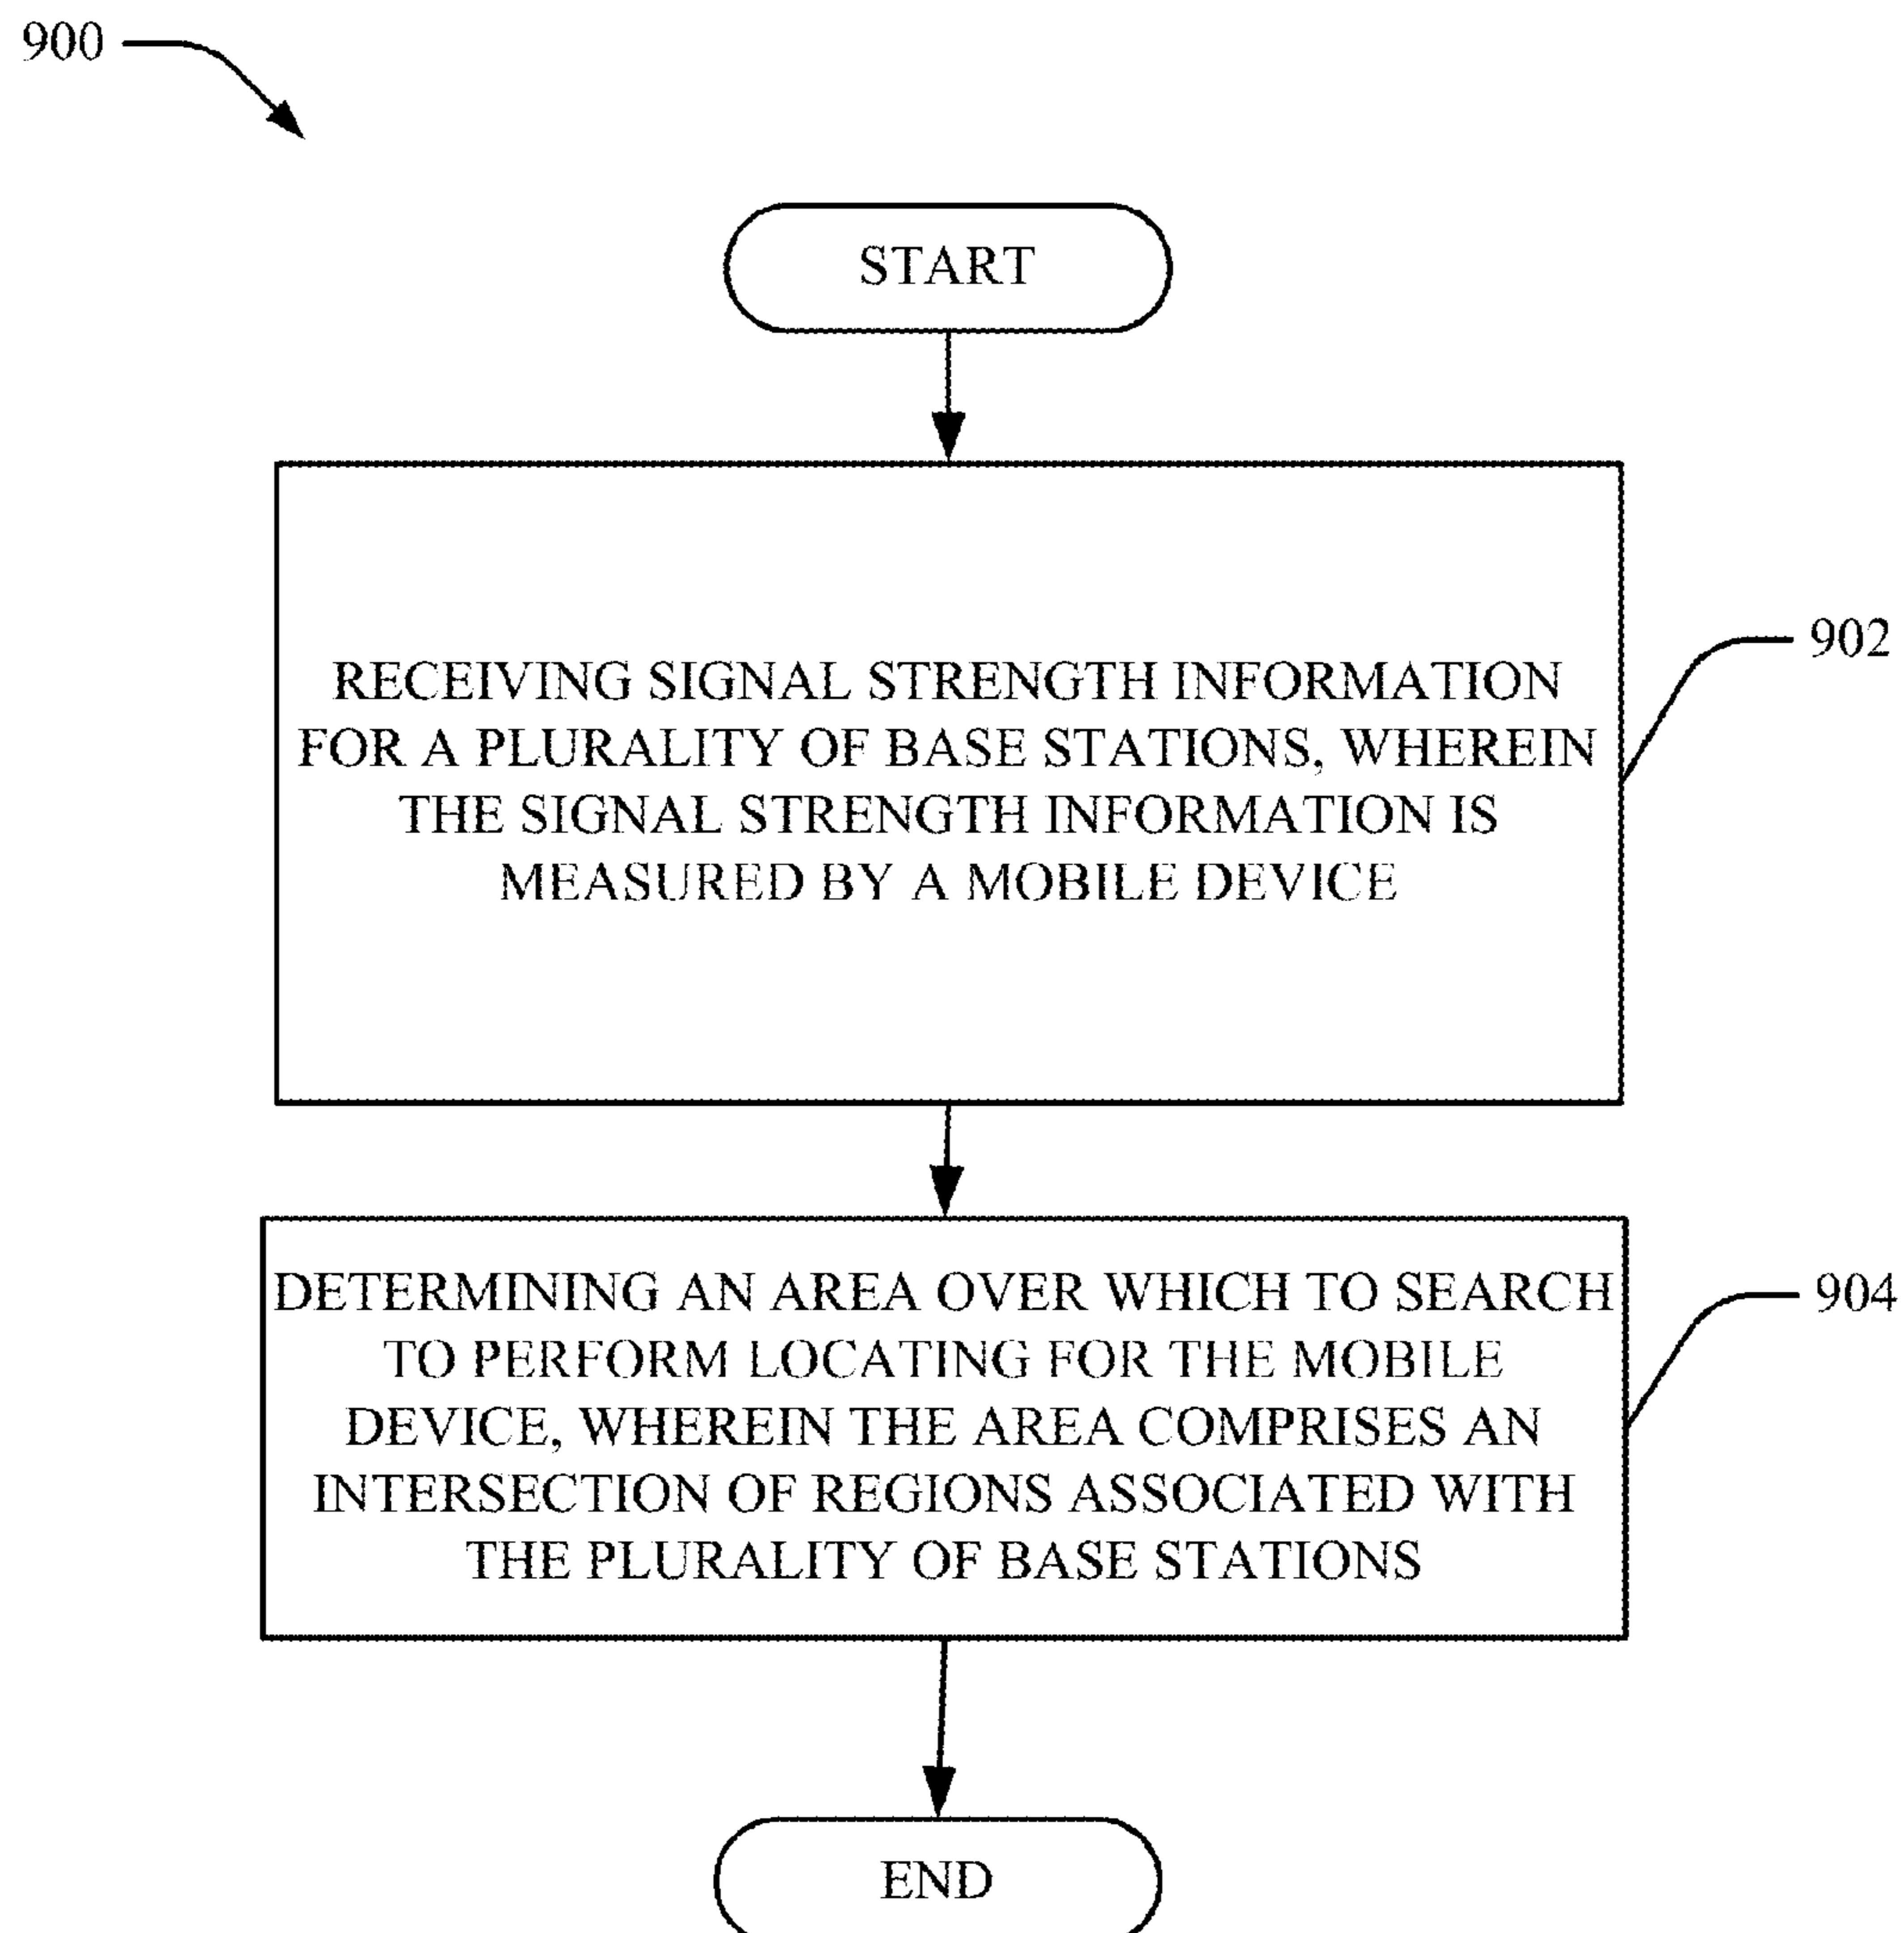 900
START
RECEIVING SIGNAL STRENGTH INFORMATION
FOR A PLURALITY OF BASE STATIONS, WHEREIN
THE SIGNAL STRENGTH INFORMATION IS
MEASURED BY A MOBILE DEVICE
902
DETERMINING AN AREA OVER WHICH TO SEARCH
TO PERFORM LOCATING FOR THE MOBILE
DEVICE, WHEREIN THE AREA COMPRISES AN
INTERSECTION OF REGIONS ASSOCIATED WITH
THE PLURALITY OF BASE STATIONS
904
END